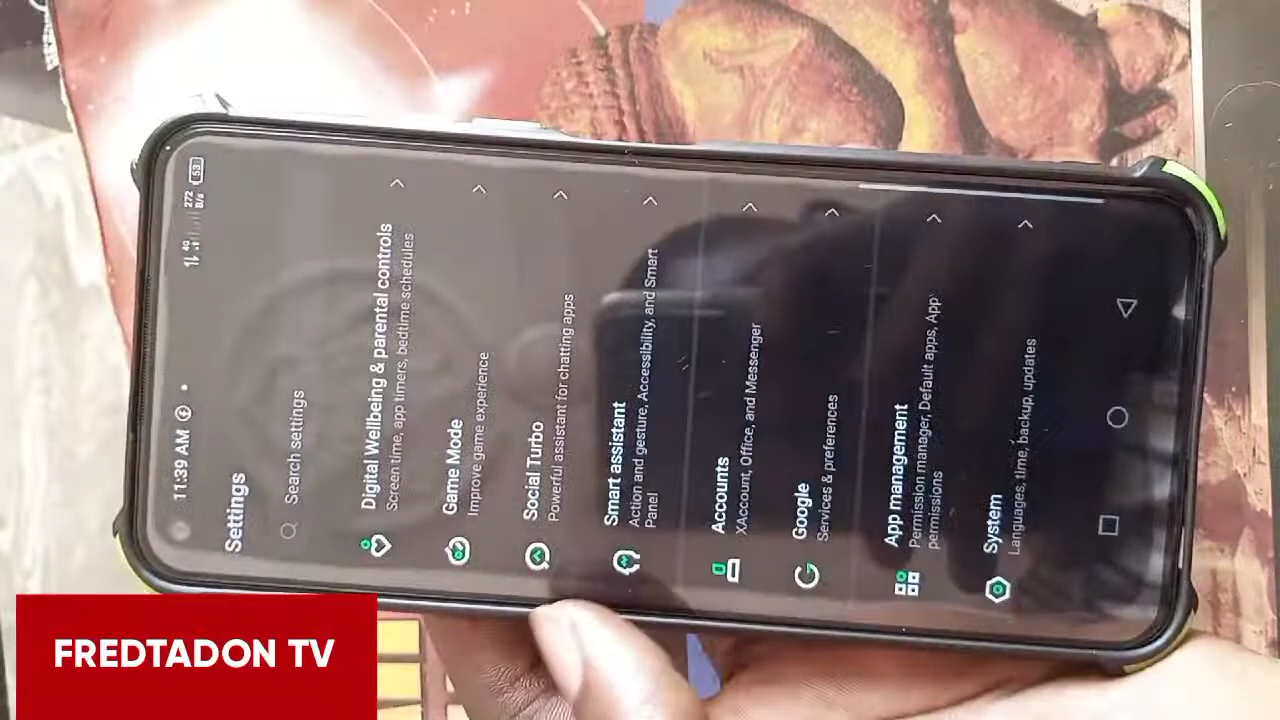 11:39 AM
4G
272
B/s
53
Settings
Search settings
Digital Wellbeing & parental controls
Screen time, app timers, bedtime schedules
Game Mode
Improve game experience
Social Turbo
Powerful assistant for chatting apps
Smart assistant
Action and gesture, Accessibility, and Smart
Panel
Accounts
XAccount, Office, and Messenger
Google
Services & preferences
App management
Permission manager, Default apps, App
permissions
System
Languages, time, backup, updates
FREDTADON TV